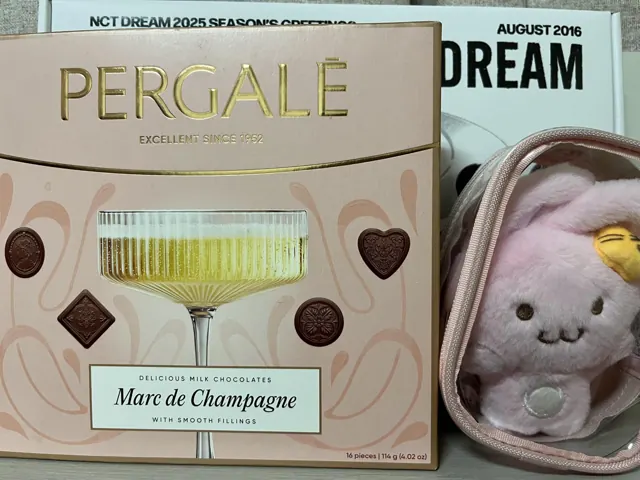 NCT DREAM 2025 SEASON'S GREETINGS
AUGUST 2016
DREAM
PERGALĖ
EXCELLENT SINCE 1952
DELICIOUS MILK CHOCOLATES
Marc de Champagne
WITH SMOOTH FILLINGS
16 pieces | 114 g (4.02 oz)